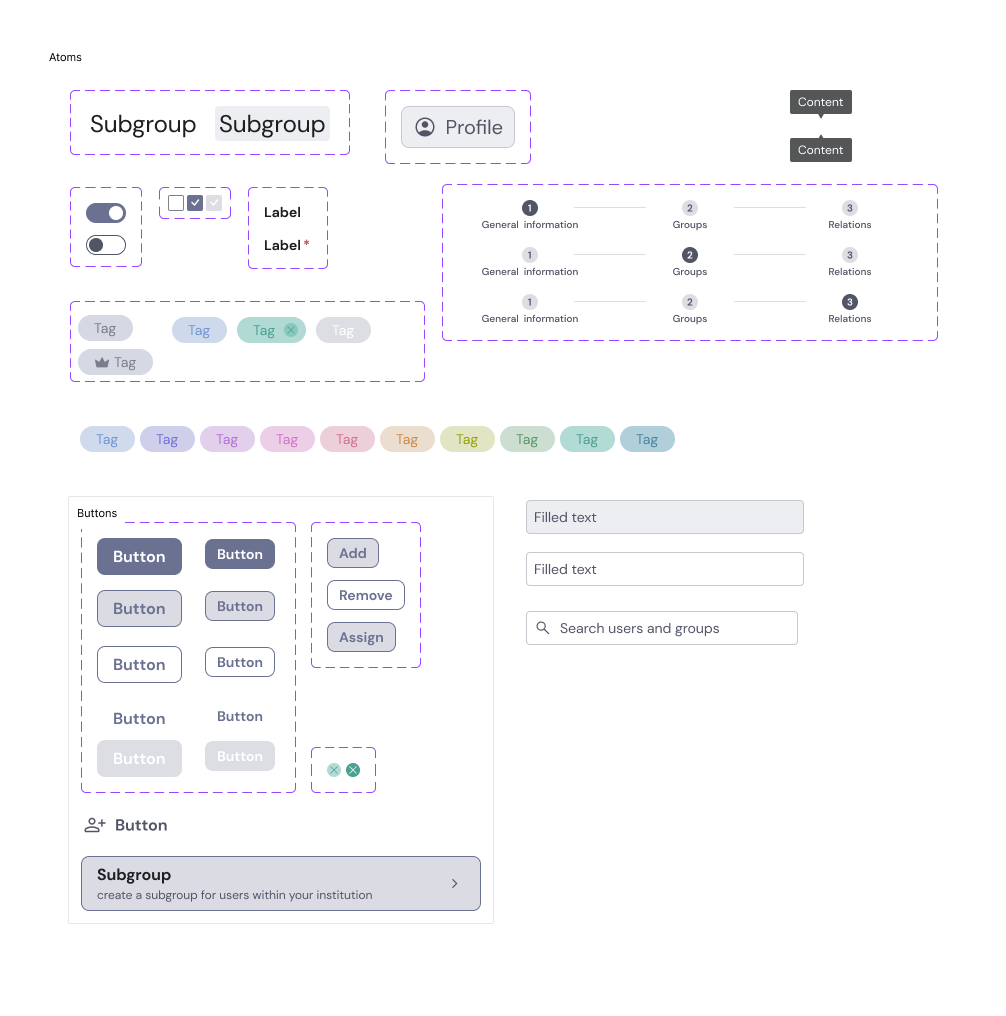 Atoms
Subgroup Subgroup
Profile
Content
Content
Label
Label*
1 2 3
General information Groups Relations
1 2 3
General information Groups Relations
1 2 3
General information Groups Relations
Tag Tag Tag Tag
Tag
Tag Tag Tag Tag Tag Tag Tag Tag Tag Tag
Buttons
Button Button
Button Button
Button Button
Button Button
Button Button
Add
Remove
Assign
Button
Subgroup
create a subgroup for users within your institution
Filled text
Filled text
Search users and groups